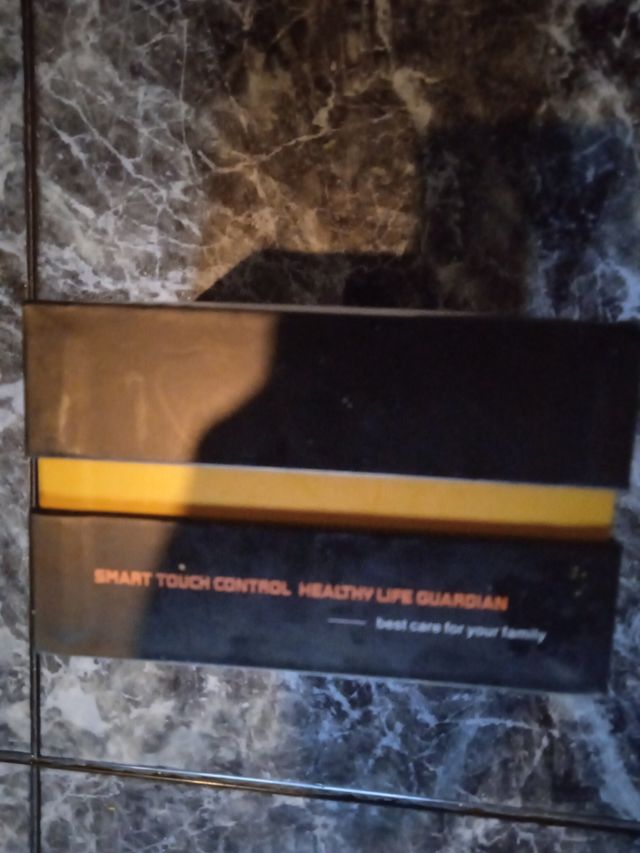 SMART TOUCH CONTROL HEALTHY LIFE GUARDIAN
best care for your family